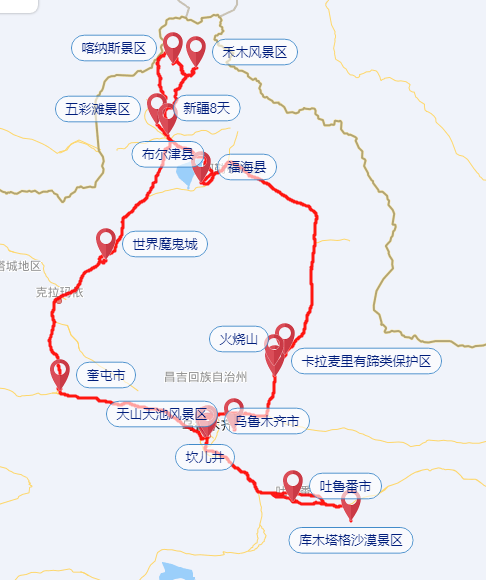 喀纳斯景区
禾木风景区
五彩滩景区
新疆8天
布尔津县
福海县
世界魔鬼城
塔城地区
克拉玛依
火烧山
卡拉麦里有蹄类保护区
奎屯市
昌吉回族自治州
天山天池风景区
乌鲁木齐市
坎儿井
吐鲁番市
库木塔格沙漠景区